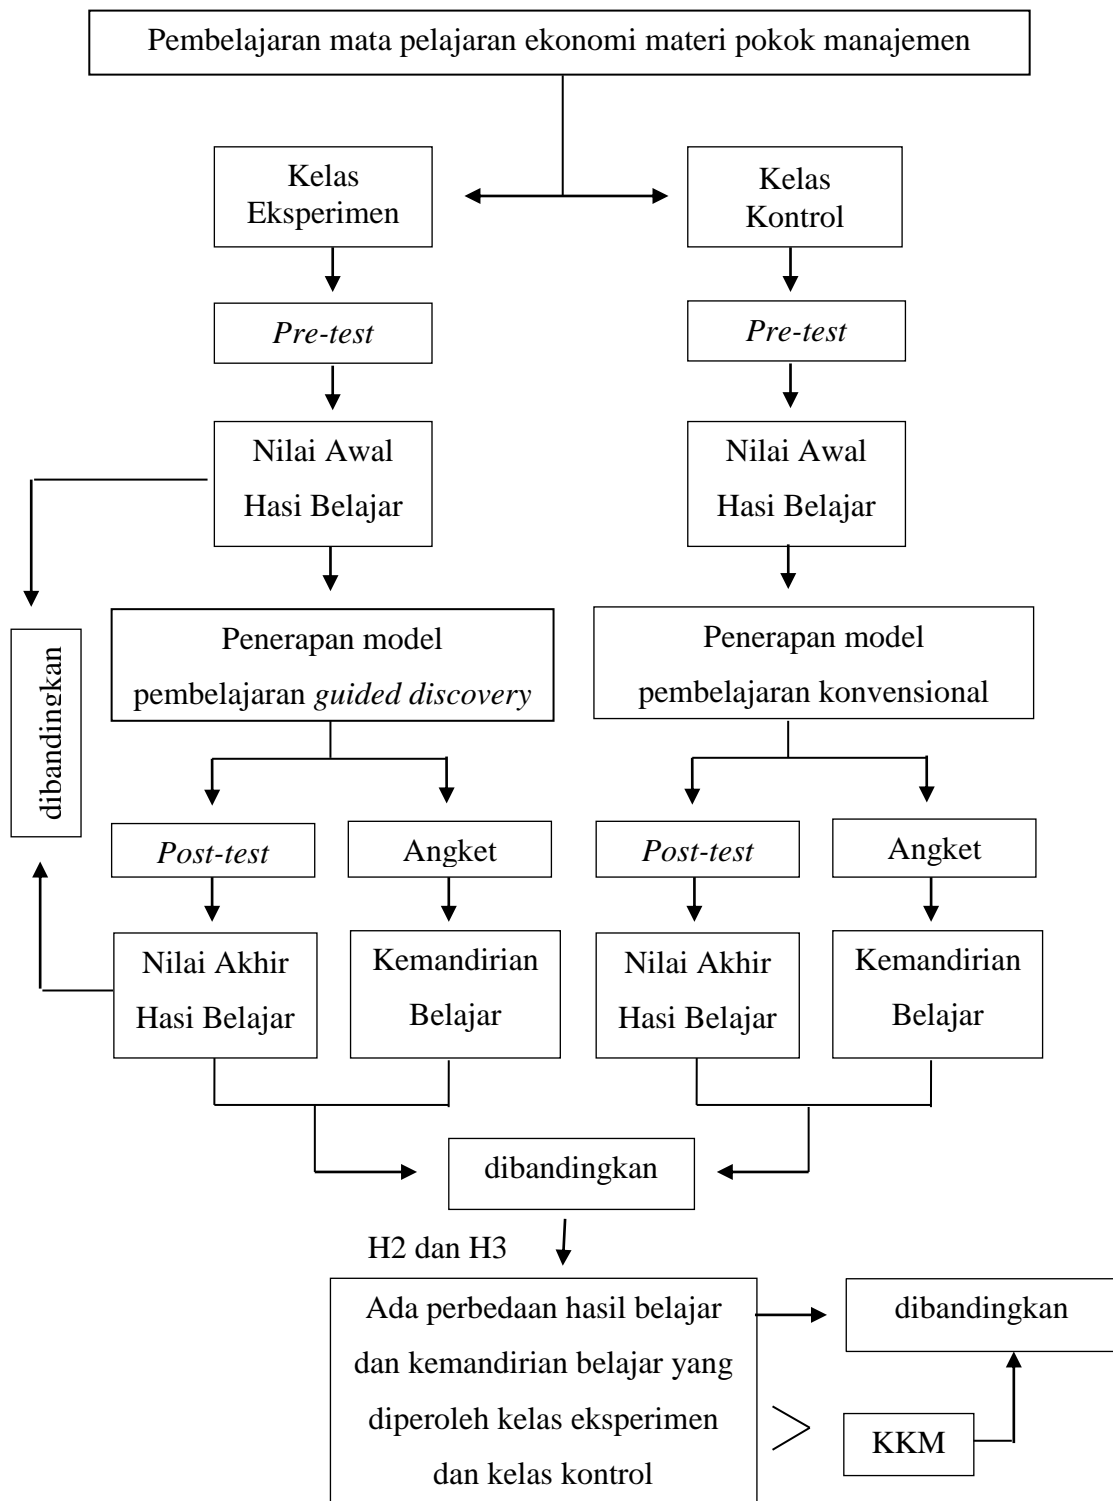 Pembelajaran mata pelajaran ekonomi materi pokok manajemen
Kelas
Eksperimen
Kelas
Kontrol
Pre-test
Pre-test
Nilai Awal
Hasi Belajar
Nilai Awal
Hasi Belajar
dibandingkan
Penerapan model
pembelajaran guided discovery
Penerapan model
pembelajaran konvensional
Post-test
Angket
Post-test
Angket
Nilai Akhir
Hasi Belajar
Kemandirian
Belajar
Nilai Akhir
Hasi Belajar
Kemandirian
Belajar
dibandingkan
H2 dan H3
Ada perbedaan hasil belajar
dan kemandirian belajar yang
diperoleh kelas eksperimen
dan kelas kontrol
dibandingkan
KKM